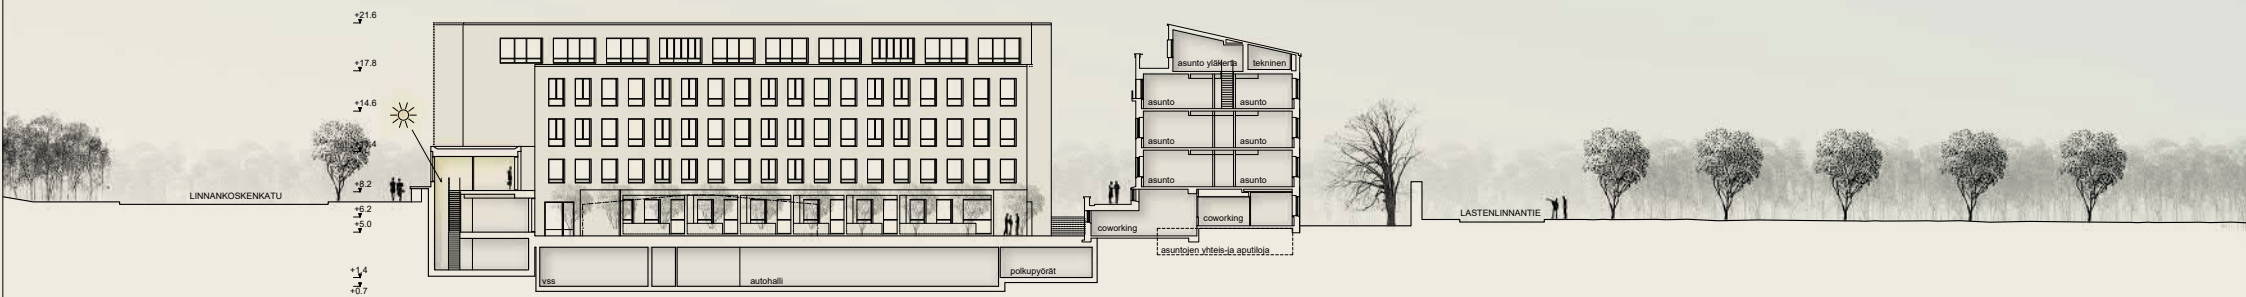 +21.6
+17.8
+14.6
+8.2
+6.2
+5.0
+1.4
+0.7
LINNANKOSKENKATU
vss
autohalli
polkupyörät
asunto yläkerta
tekninen
asunto
asunto
asunto
asunto
asunto
asunto
coworking
coworking
asuntojen yhteis-ja aputiloja
LASTENLINNANTIE